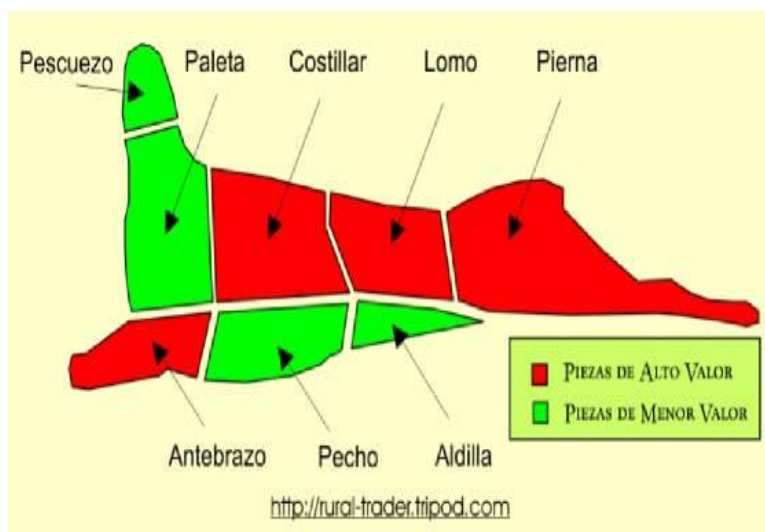 Pescuezo Paleta Costillar Lomo Pierna
PIEZAS DE ALTO VALOR
PIEZAS DE MENOR VALOR
Antebrazo Pecho Aldilla
http://rural-trader.tripod.com